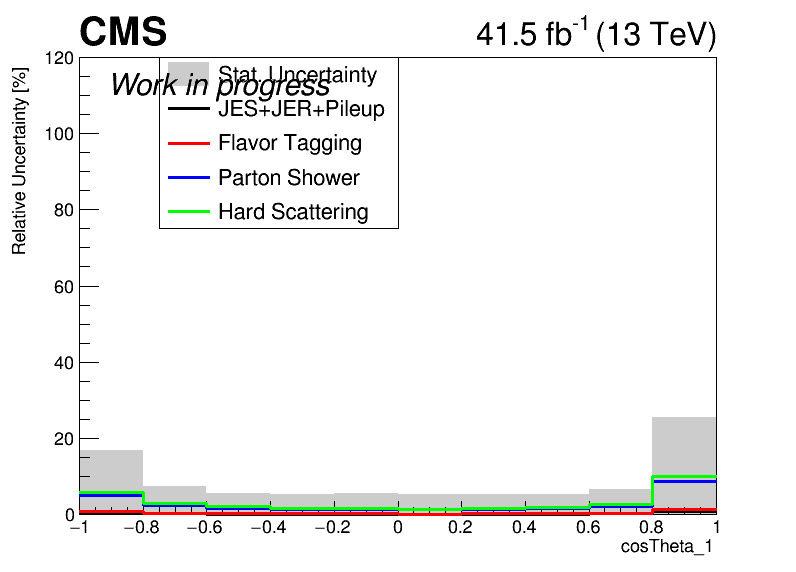 CMS
41.5 fb-1 (13 TeV)
Work in progress
Stat. Uncertainty
JES+JER+Pileup
Flavor Tagging
Parton Shower
Hard Scattering
Relative Uncertainty [%]
120
100
80
60
40
20
0
−1 −0.8 −0.6 −0.4 −0.2 0 0.2 0.4 0.6 0.8 1
cosTheta_1